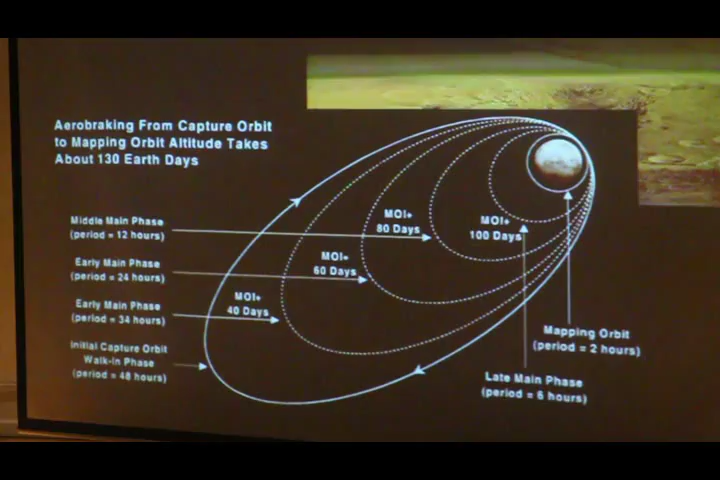 Aerobraking From Capture Orbit
to Mapping Orbit Altitude Takes
About 130 Earth Days
Middle Main Phase
(period = 12 hours)
Early Main Phase
(period = 24 hours)
Early Main Phase
(period = 34 hours)
Initial Capture Orbit
Walk-in Phase
(period = 48 hours)
MOI+
40 Days
MOI+
60 Days
MOI+
80 Days
MOI+
100 Days
Mapping Orbit
(period = 2 hours)
Late Main Phase
(period = 6 hours)